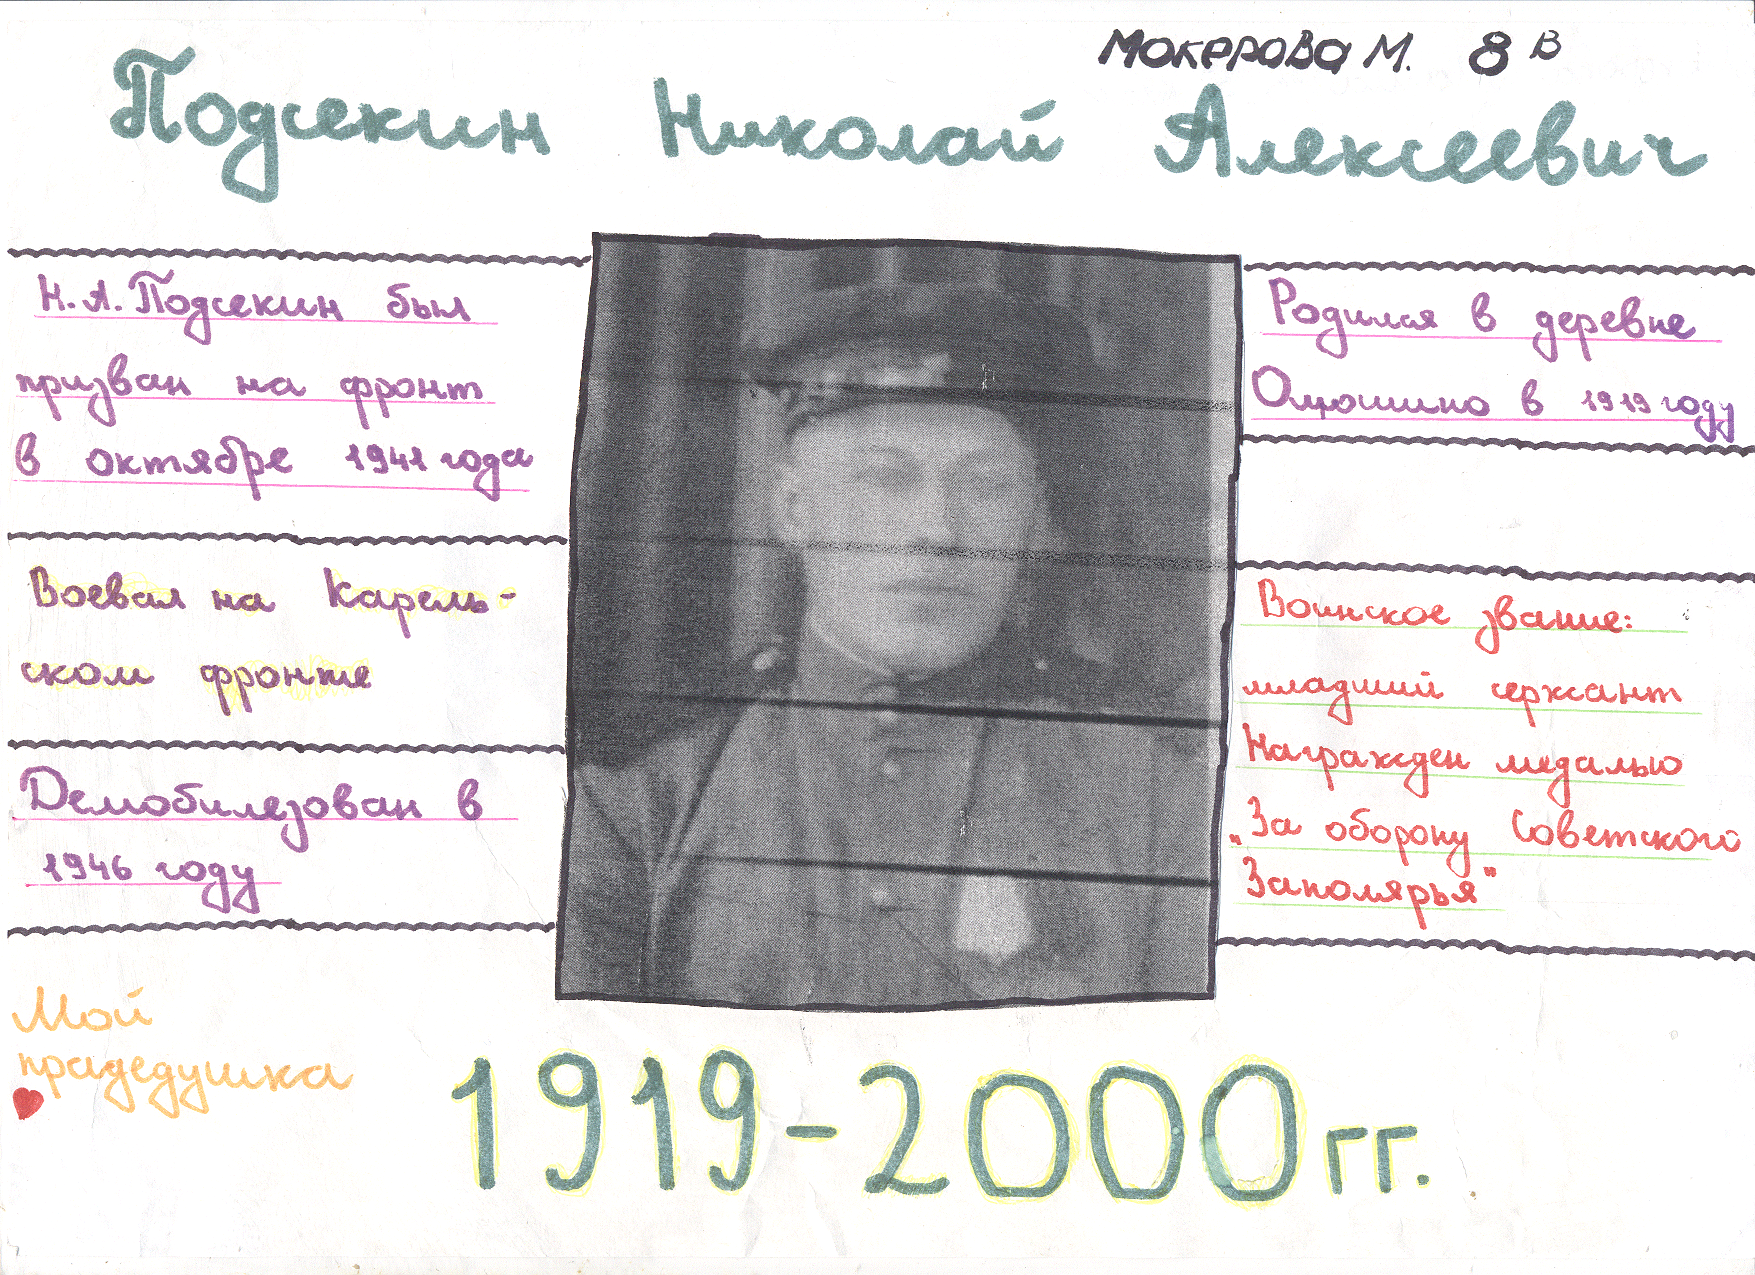 Мокерова М. 8 В
Подсекин Николай Алексеевич
Н.А.Подсекин был
призван на фронт
в октябре 1941 года
Воевал на Карель-
ском фронте
Демобилезован в
1946 году
Мой
прадедушка
Родился в деревне
в 1919 году
Воинское звание:
младший сержант
Награжден медалью
„За оборону Советского
Заполярья"
1919-2000 гг.